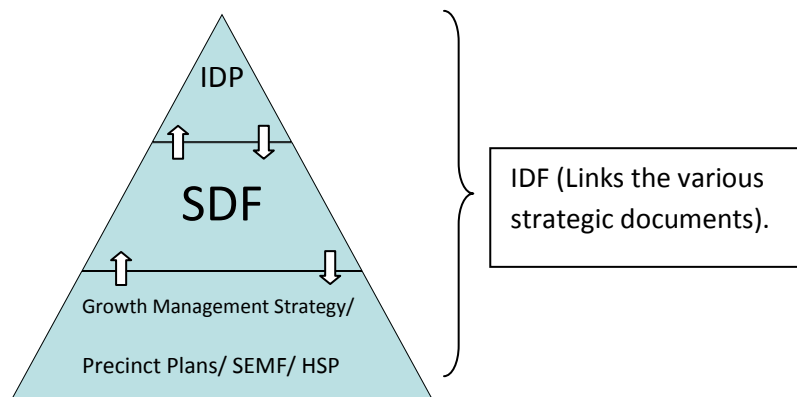 IDP
SDF
Growth Management Strategy/
Precinct Plans/ SEMF/ HSP
IDF (Links the various
strategic documents).